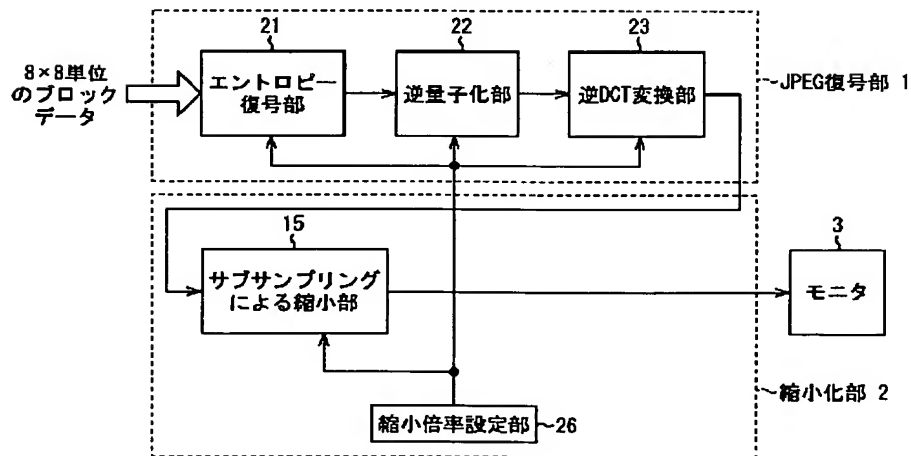 21
22
23
8×8単位
のブロック
データ
エントロピー
復号部
逆量子化部
逆DCT変換部
JPEG復号部 1
15
サブサンプリング
による縮小部
3
モニタ
縮小化部 2
縮小倍率設定部
26